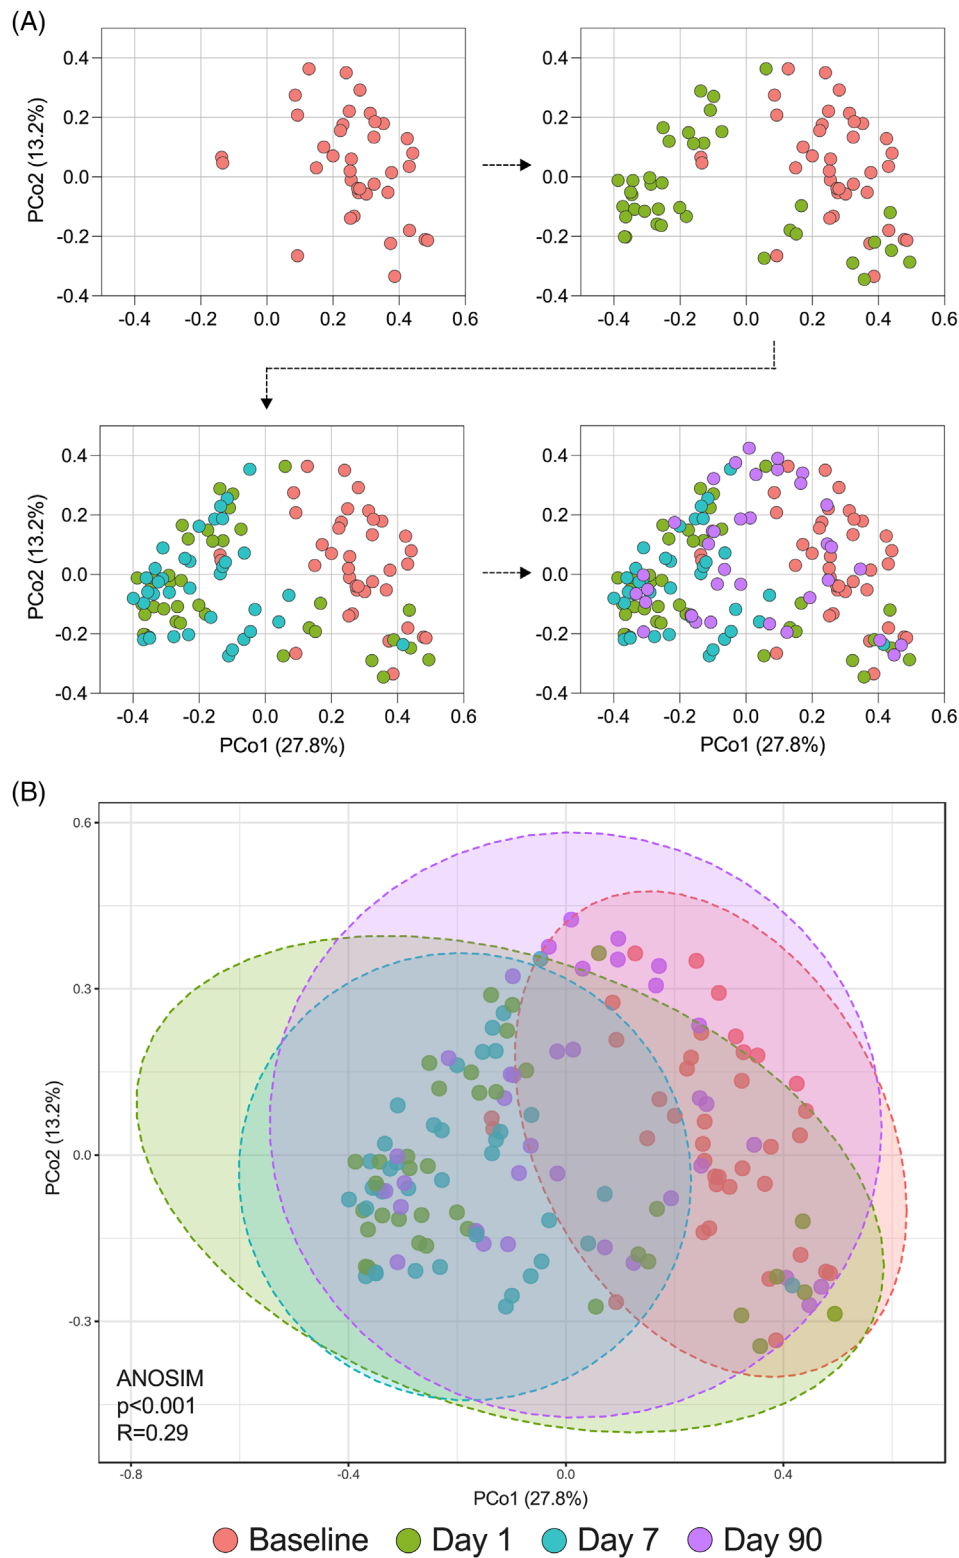 (A)
0.4
0.2
0.0
-0.2
-0.4
PCo2 (13.2%)
-0.4 -0.2 0.0 0.2 0.4 0.6
0.4
0.2
0.0
-0.2
-0.4
-0.4 -0.2 0.0 0.2 0.4 0.6
0.4
0.2
0.0
-0.2
-0.4
PCo2 (13.2%)
-0.4 -0.2 0.0 0.2 0.4 0.6
PCo1 (27.8%)
0.4
0.2
0.0
-0.2
-0.4
-0.4 -0.2 0.0 0.2 0.4 0.6
PCo1 (27.8%)
(B)
0.6
0.3
0.0
-0.3
PCo2 (13.2%)
ANOSIM
p<0.001
R=0.29
-0.8 -0.4 0.0 0.4
PCo1 (27.8%)
Baseline Day 1 Day 7 Day 90